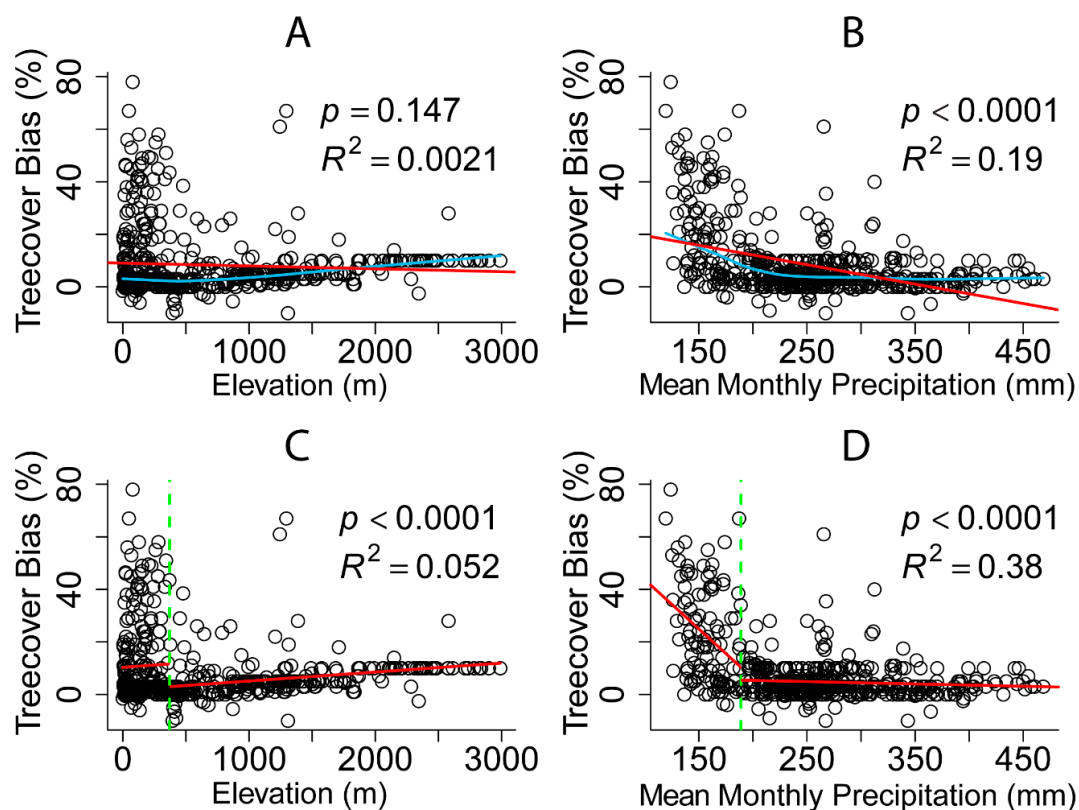 A
Treecover Bias (%)
80
40
0
p = 0.147
R² = 0.0021
0 1000 2000 3000
Elevation (m)
B
Treecover Bias (%)
80
40
0
p < 0.0001
R² = 0.19
150 250 350 450
Mean Monthly Precipitation (mm)
C
Treecover Bias (%)
80
40
0
p < 0.0001
R² = 0.052
0 1000 2000 3000
Elevation (m)
D
Treecover Bias (%)
80
40
0
p < 0.0001
R² = 0.38
150 250 350 450
Mean Monthly Precipitation (mm)